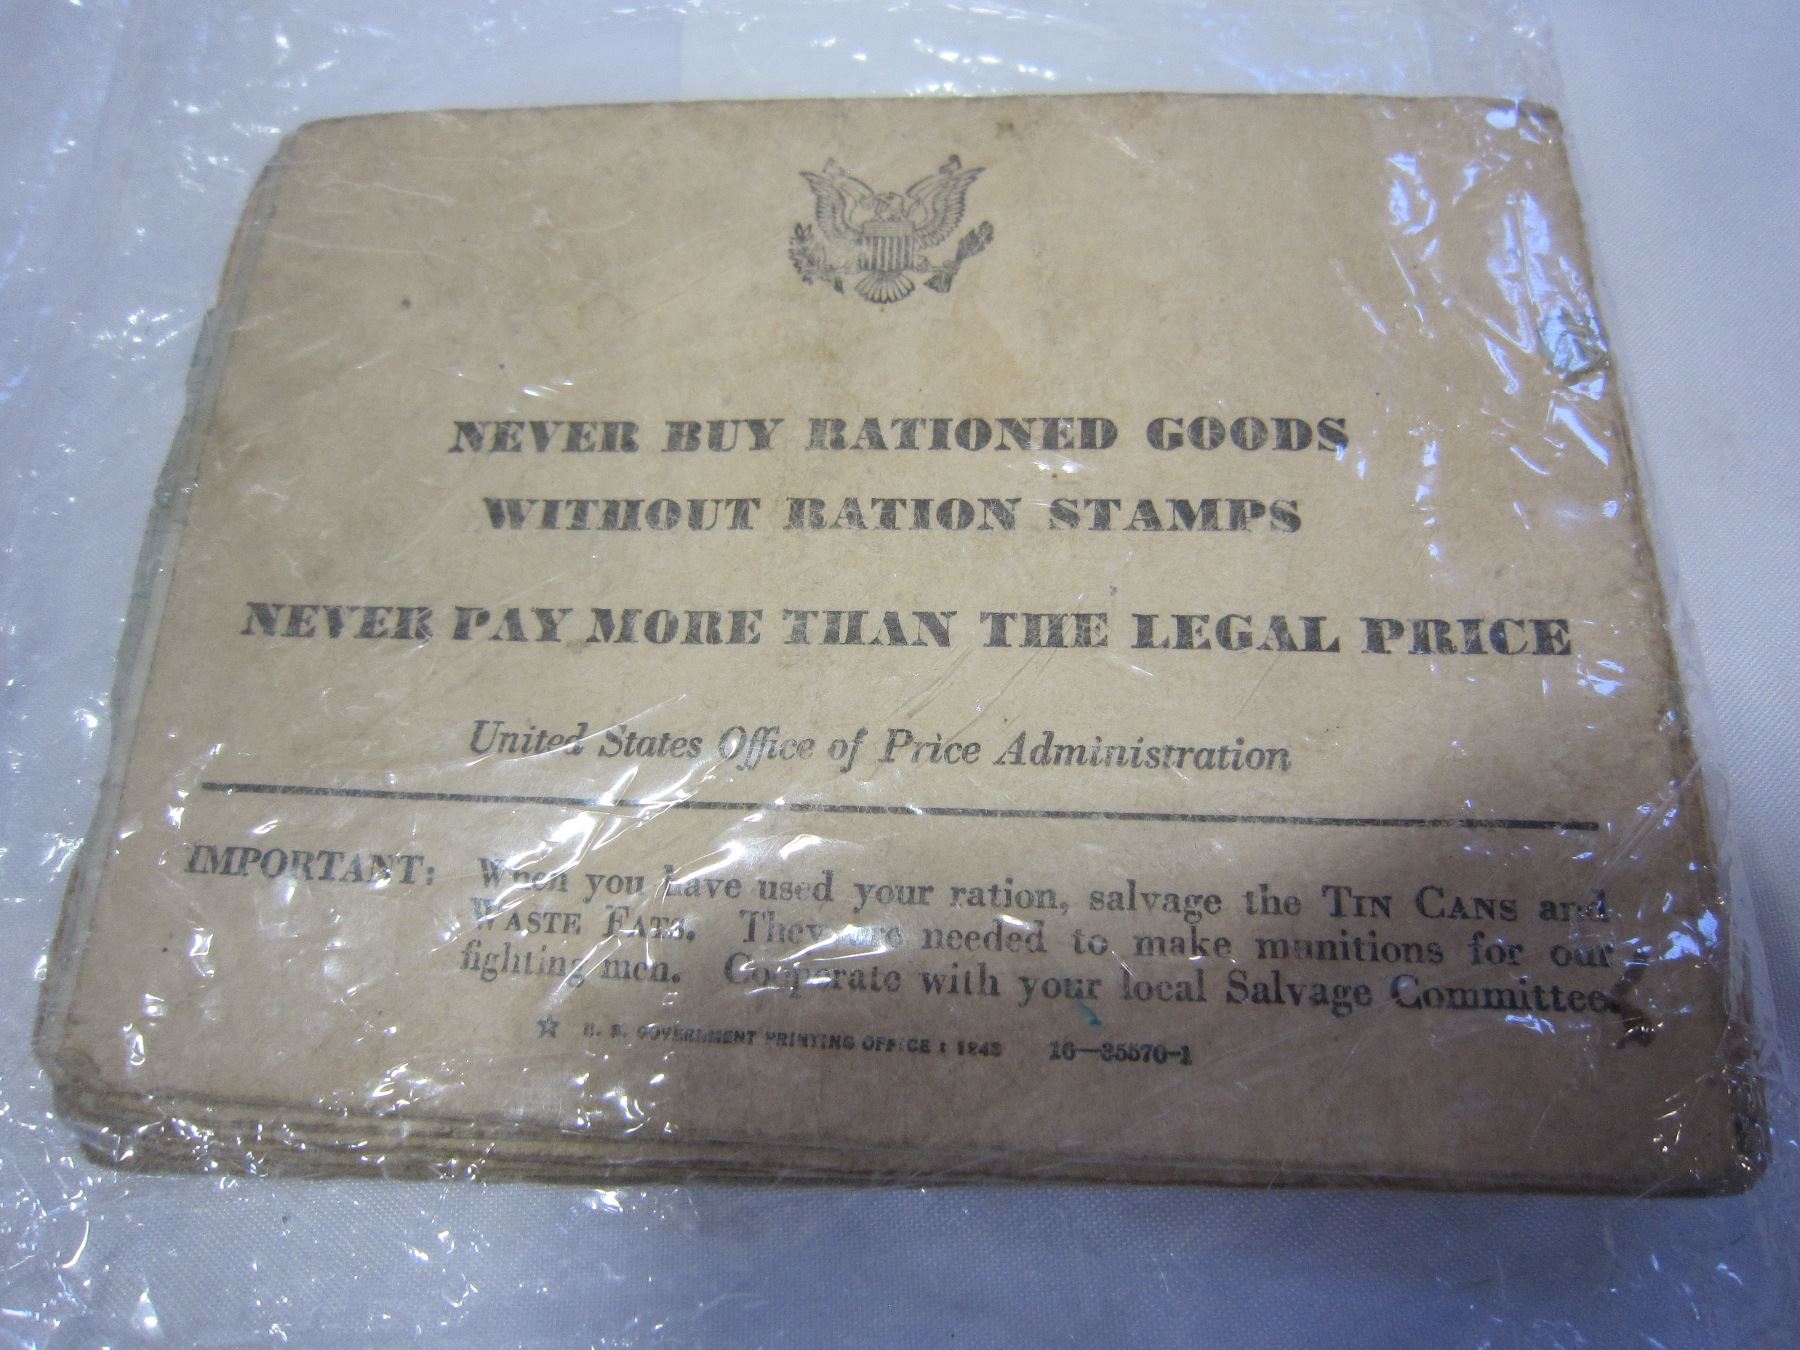 NEVER BUY RATIONED GOODS
WITHOUT RATION STAMPS
NEVER PAY MORE THAN THE LEGAL PRICE
United States Office of Price Administration
IMPORTANT: When you have used your ration, salvage the TIN CANS and
WASTE FATS. They are needed to make munitions for our
fighting men. Cooperate with your local Salvage Committee.
☆ U. S. GOVERNMENT PRINTING OFFICE : 1943 16—35570-1